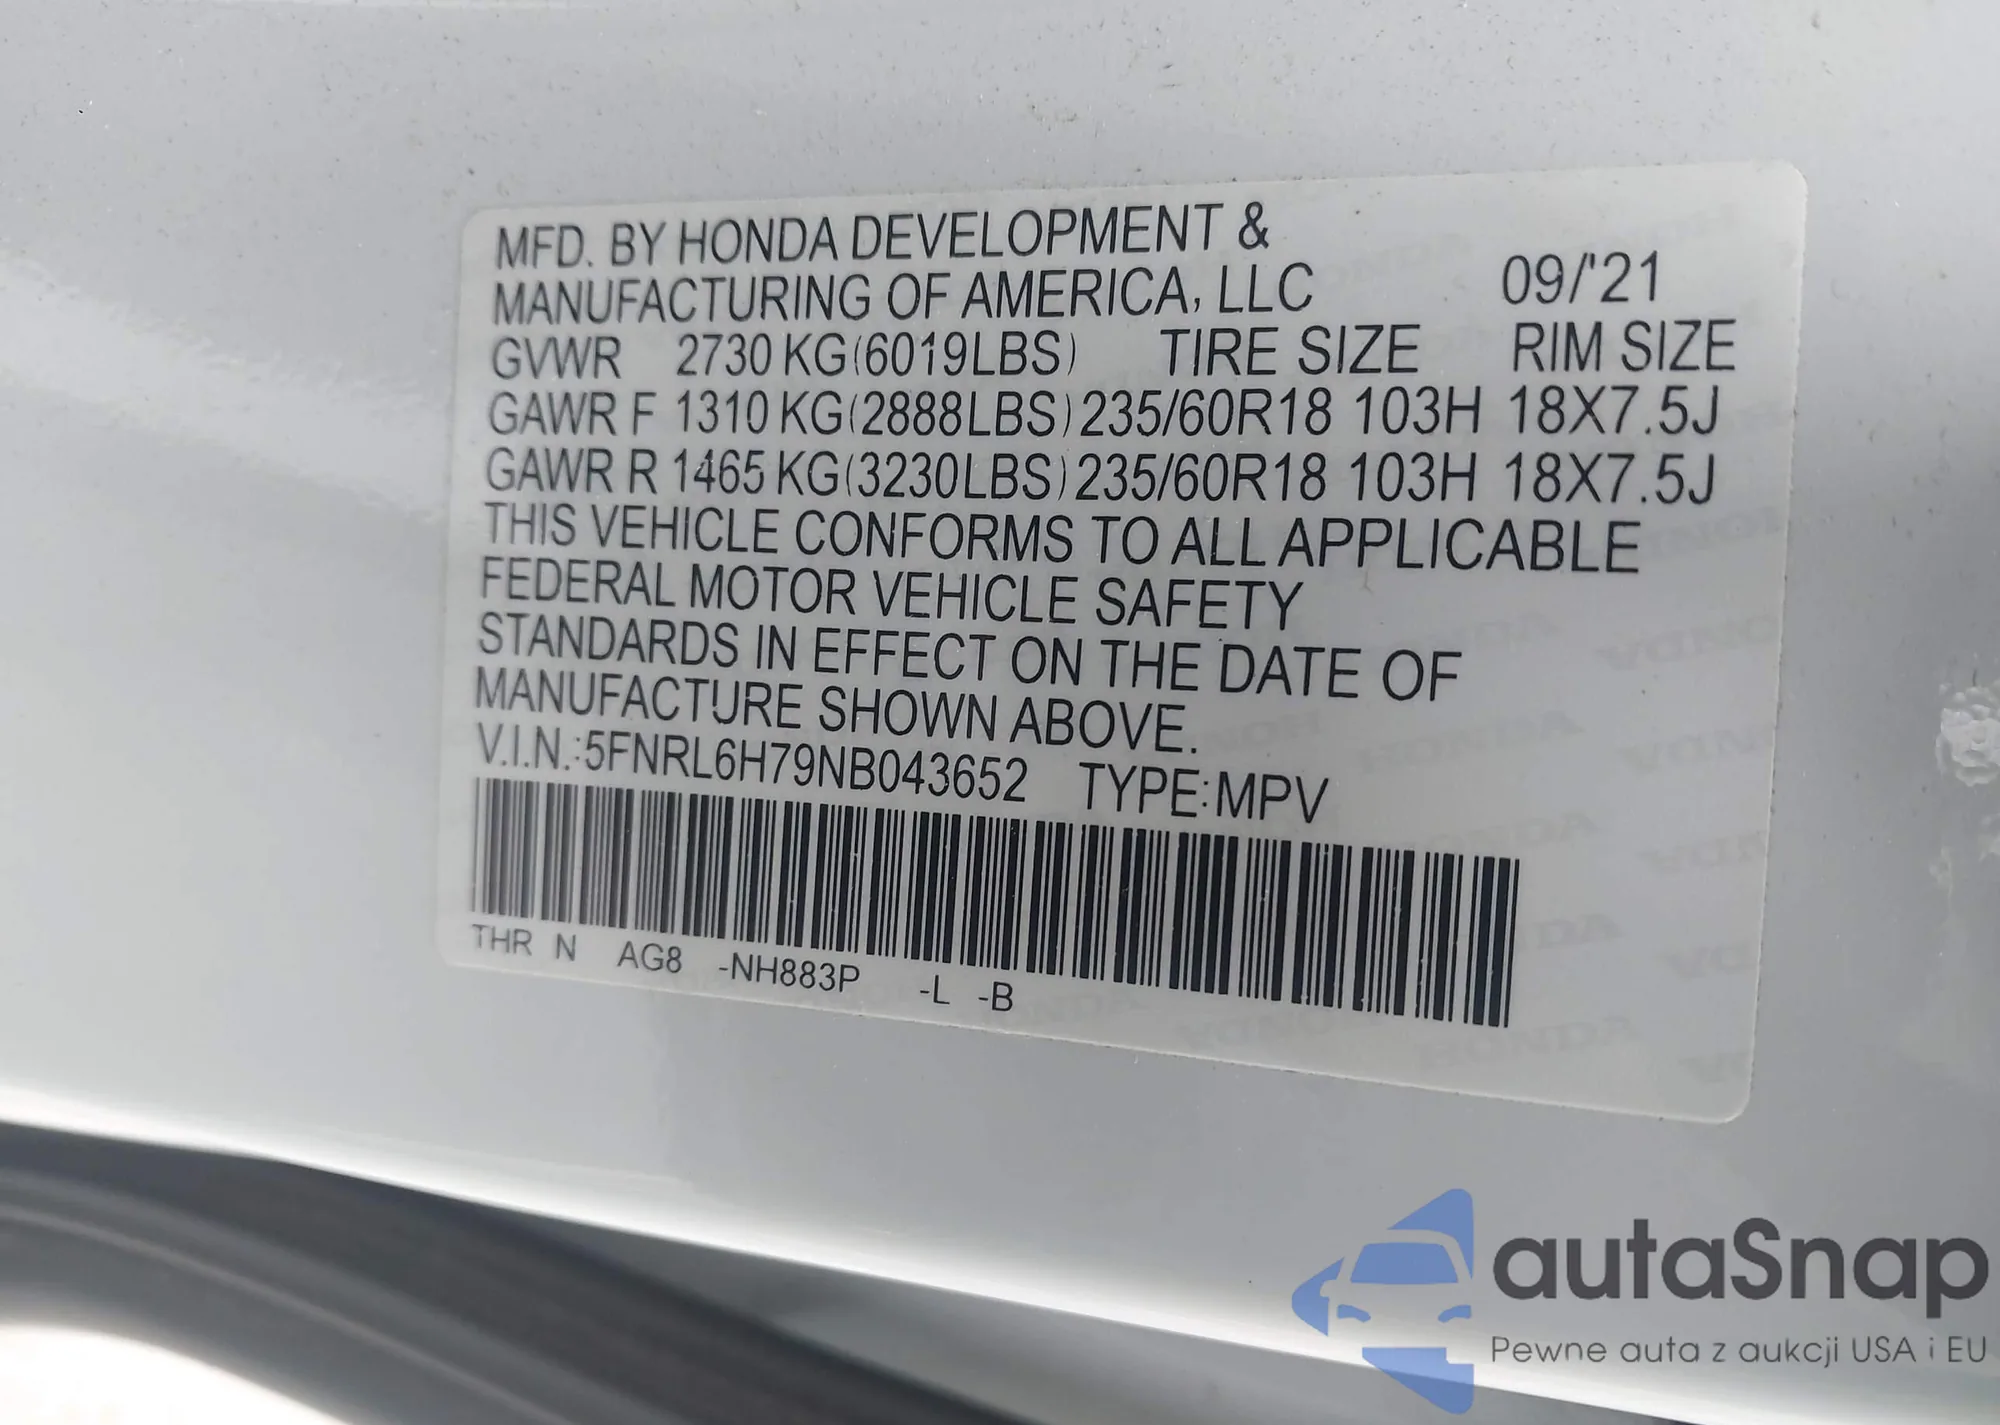 MFD. BY HONDA DEVELOPMENT &
MANUFACTURING OF AMERICA, LLC 09/'21
GVWR 2730 KG(6019LBS) TIRE SIZE RIM SIZE
GAWR F 1310 KG(2888LBS) 235/60R18 103H 18X7.5J
GAWR R 1465 KG(3230LBS) 235/60R18 103H 18X7.5J
THIS VEHICLE CONFORMS TO ALL APPLICABLE
FEDERAL MOTOR VEHICLE SAFETY
STANDARDS IN EFFECT ON THE DATE OF
MANUFACTURE SHOWN ABOVE.
V.I.N.:5FNRL6H79NB043652 TYPE:MPV
THR N AG8 -NH883P -L -B
autaSnap
Pewne auta z aukcji USA i EU